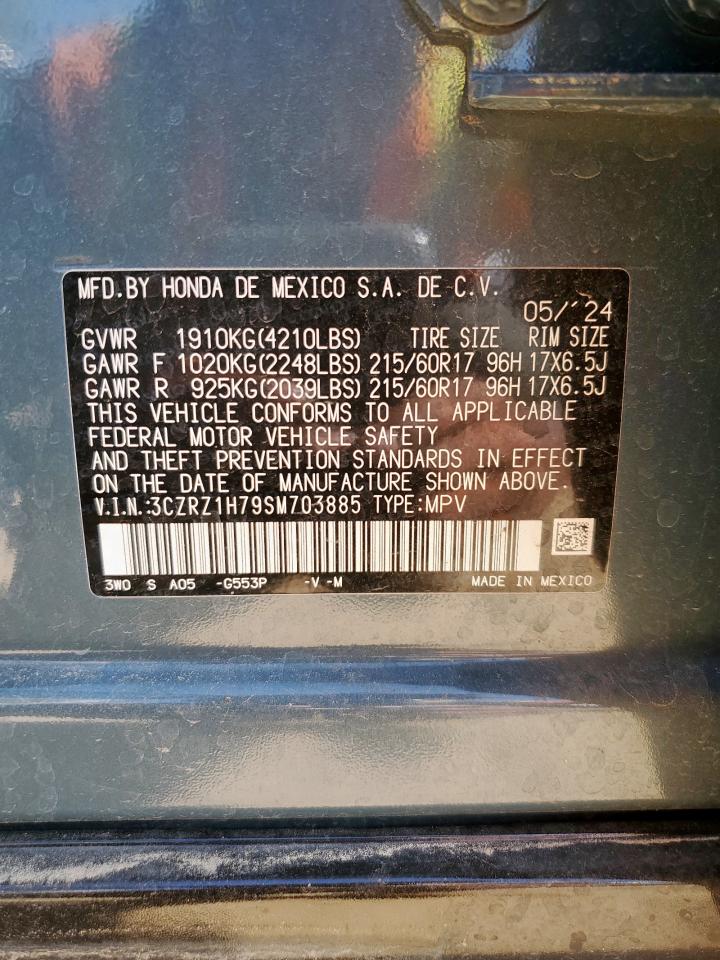 MFD.BY HONDA DE MEXICO S.A. DE C.V.
05/'24
GVWR 1910KG(4210LBS) TIRE SIZE RIM SIZE
GAWR F 1020KG(2248LBS) 215/60R17 96H 17X6.5J
GAWR R 925KG(2039LBS) 215/60R17 96H 17X6.5J
THIS VEHICLE CONFORMS TO ALL APPLICABLE
FEDERAL MOTOR VEHICLE SAFETY
AND THEFT PREVENTION STANDARDS IN EFFECT
ON THE DATE OF MANUFACTURE SHOWN ABOVE.
V.I.N.:3CZRZ1H79SM703885 TYPE:MPV
3W0 S A05 -G553P -V -M MADE IN MEXICO